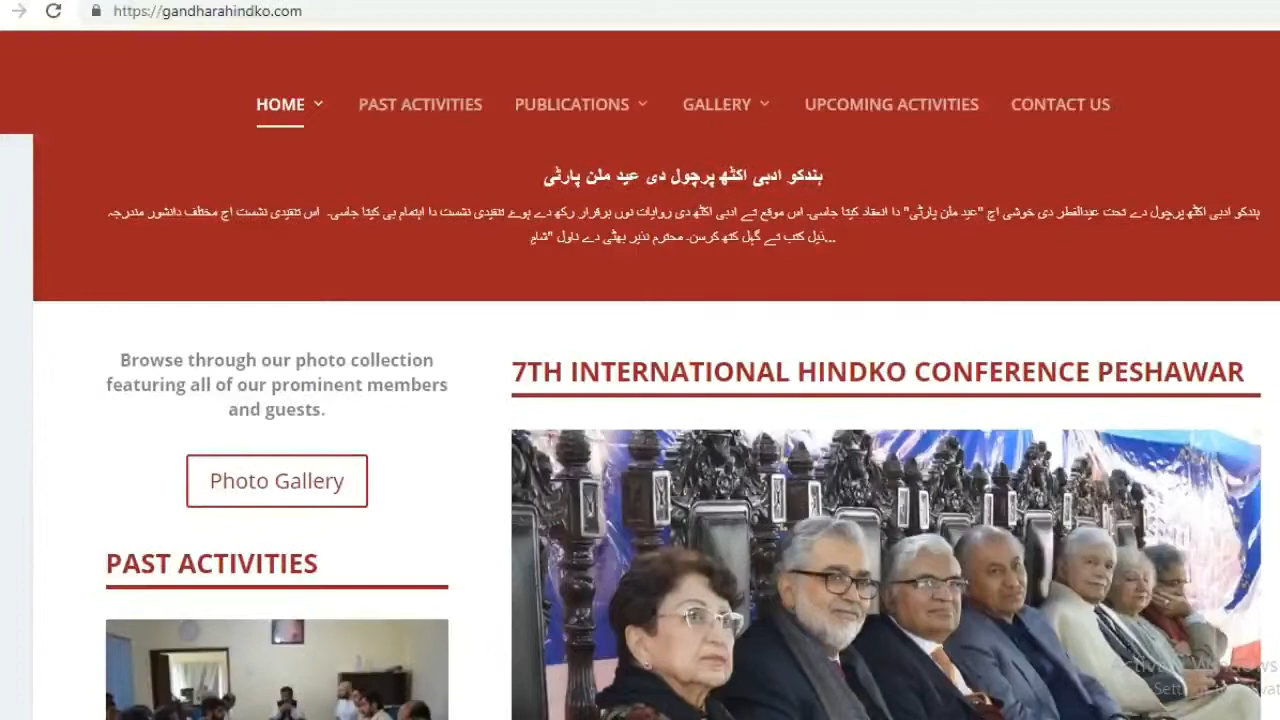 https://gandharahindko.com
HOME
PAST ACTIVITIES
PUBLICATIONS
GALLERY
UPCOMING ACTIVITIES
CONTACT US
ہندکو ادبی اکٹھ پرچول دی عید ملن پارٹی
ہندکو ادبی اکٹھ پرچول دے تحت عیدالفطر دی خوشی اچ "عید ملن پارٹی" دا انعقاد کیتا جاسی۔ اس موقع تے ادبی اکٹھ دی روایات نوں برقرار رکھ دے ہوے تنقیدی نشست دا اہتمام بی کیتا جاسی۔ اس تنقیدی نشست اچ مختلف دانشور مندرجہ
ذیل کتب تے گہل کتھ کرسن۔ محترم نذیر بھٹی دے ناول "شام...
Browse through our photo collection
featuring all of our prominent members
and guests.
Photo Gallery
7TH INTERNATIONAL HINDKO CONFERENCE PESHAWAR
PAST ACTIVITIES
Activate Windows